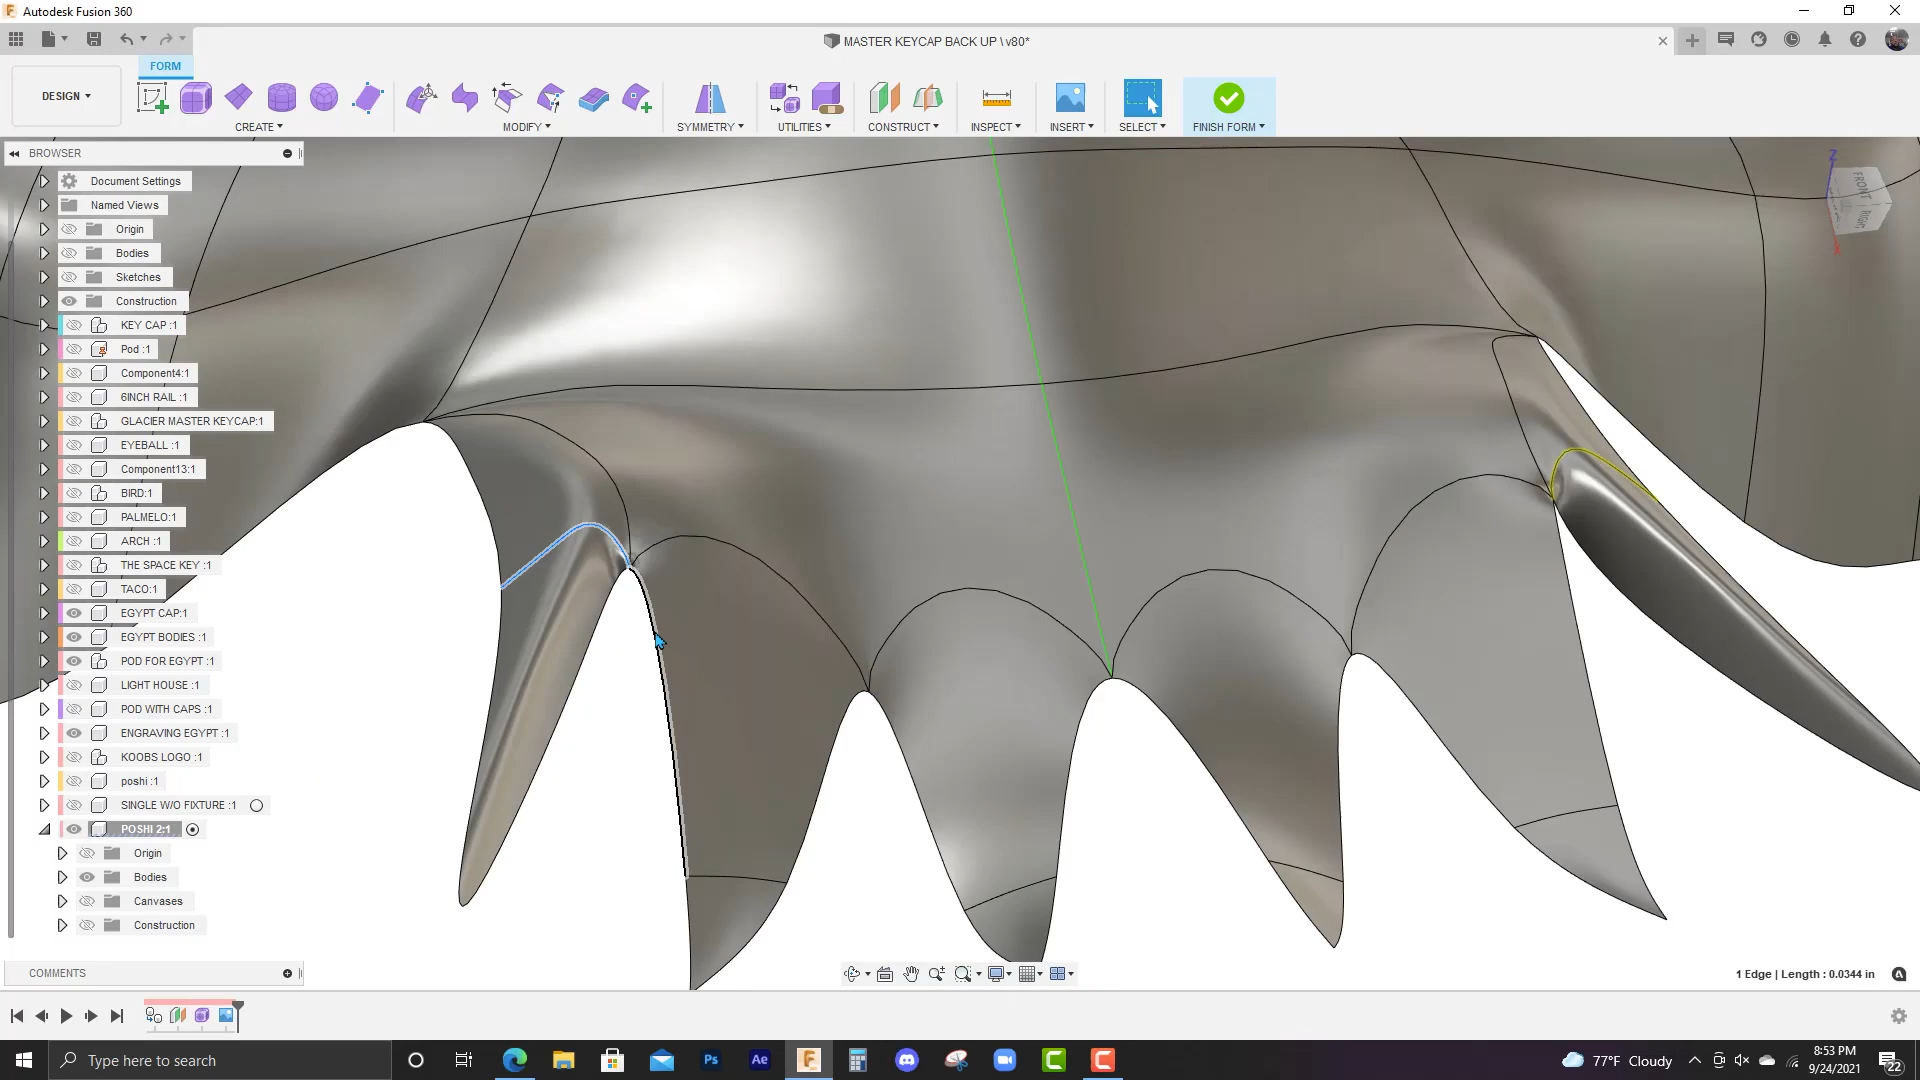 Autodesk Fusion 360
MASTER KEYCAP BACK UP \ v80*
FORM
DESIGN
CREATE
MODIFY
SYMMETRY
UTILITIES
CONSTRUCT
INSPECT
INSERT
SELECT
FINISH FORM
BROWSER
Document Settings
Named Views
Origin
Bodies
Sketches
Construction
KEY CAP :1
Pod :1
Component4:1
6INCH RAIL :1
GLACIER MASTER KEYCAP:1
EYEBALL :1
Component13:1
BIRD:1
PALMELO:1
ARCH :1
THE SPACE KEY :1
TACO:1
EGYPT CAP:1
EGYPT BODIES :1
POD FOR EGYPT :1
LIGHT HOUSE :1
POD WITH CAPS :1
ENGRAVING EGYPT :1
KOOBS LOGO :1
poshi :1
SINGLE W/O FIXTURE :1
POSHI 2:1
Origin
Bodies
Canvases
Construction
Z
FRONT
RIGHT
X
COMMENTS
1 Edge | Length : 0.0344 in
Type here to search
Ps
Ae
77°F Cloudy
8:53 PM
9/24/2021
22